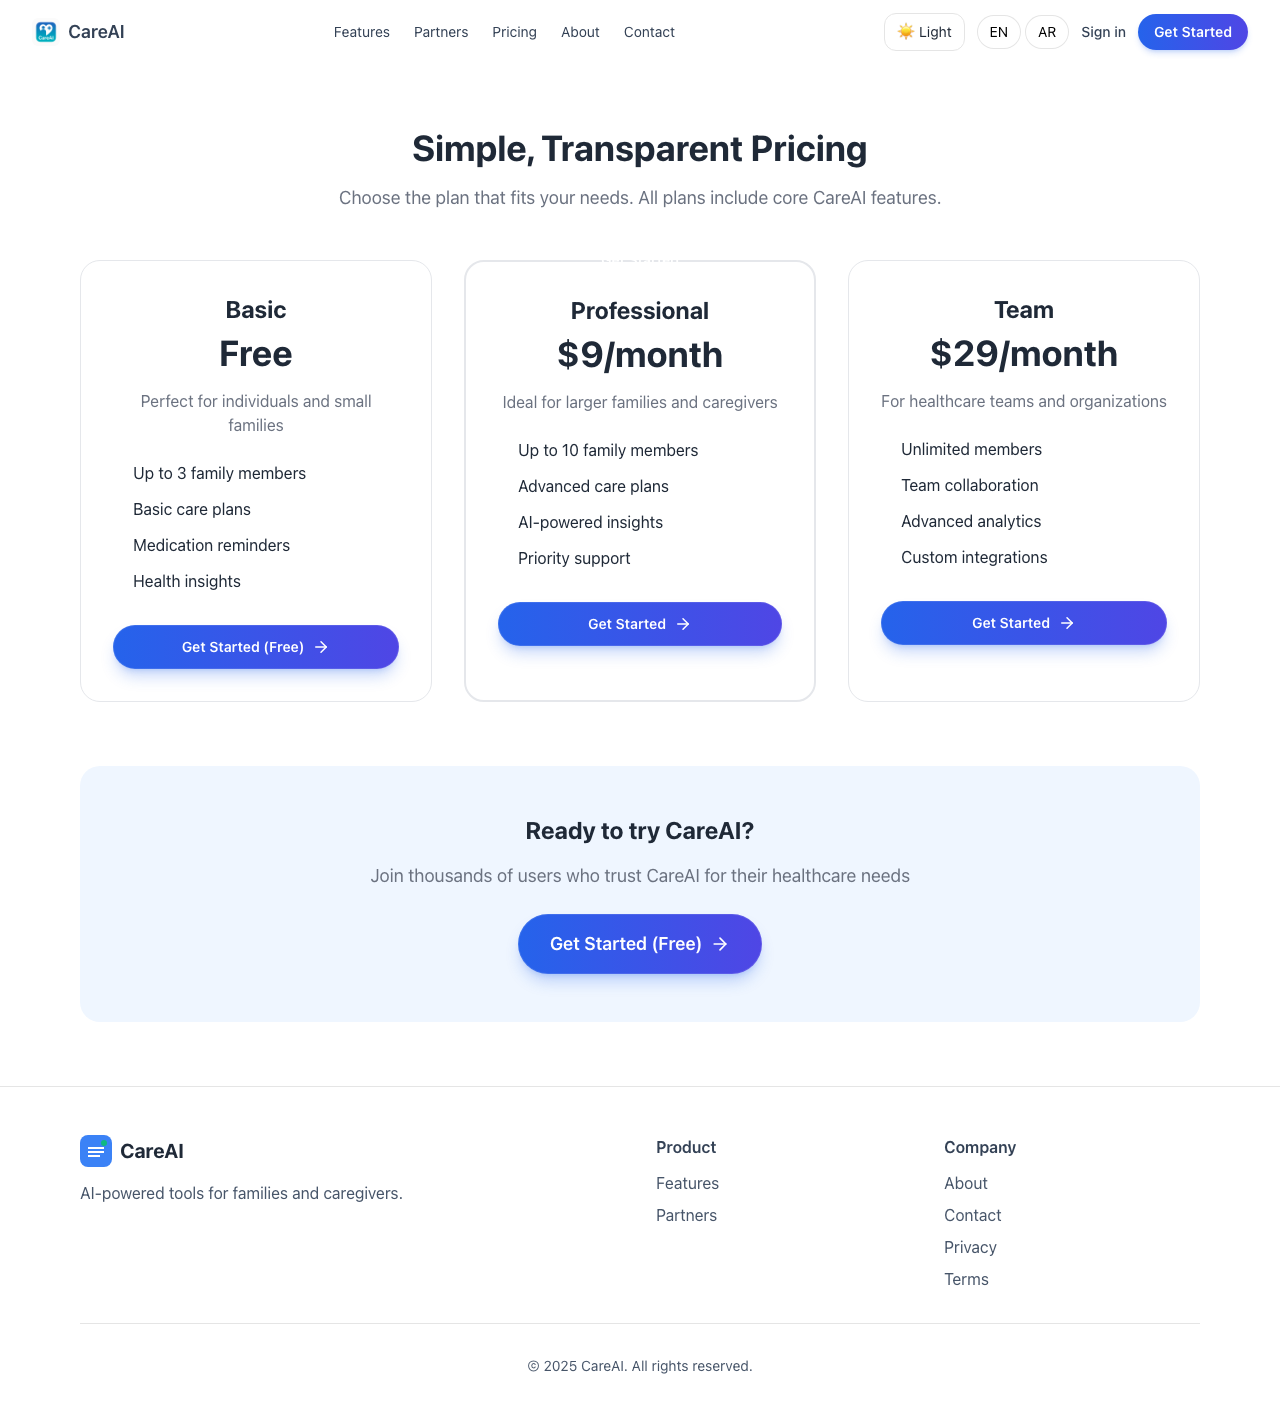 CareAI
Features
Partners
Pricing
About
Contact
Light
EN
AR
Sign in
Get Started
Simple, Transparent Pricing
Choose the plan that fits your needs. All plans include core CareAI features.
Basic
Free
Perfect for individuals and small
families
Up to 3 family members
Basic care plans
Medication reminders
Health insights
Get Started (Free)
Professional
$9/month
Ideal for larger families and caregivers
Up to 10 family members
Advanced care plans
AI-powered insights
Priority support
Get Started
Team
$29/month
For healthcare teams and organizations
Unlimited members
Team collaboration
Advanced analytics
Custom integrations
Get Started
Ready to try CareAI?
Join thousands of users who trust CareAI for their healthcare needs
Get Started (Free)
CareAI
AI-powered tools for families and caregivers.
Product
Features
Partners
Company
About
Contact
Privacy
Terms
© 2025 CareAI. All rights reserved.